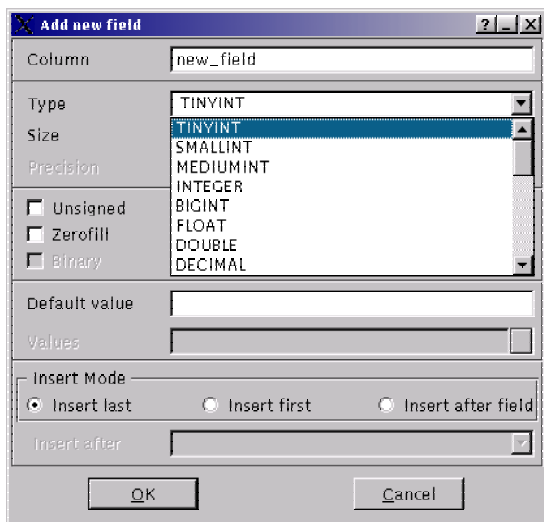 Add new field
Column new_field
Type TINYINT
Size TINYINT
SMALLINT
Precision MEDIUMINT
INTEGER
Unsigned BIGINT
Zerofill FLOAT
DOUBLE
Binary DECIMAL
Default value
Values
Insert Mode
Insert last Insert first Insert after field
Insert after
OK Cancel